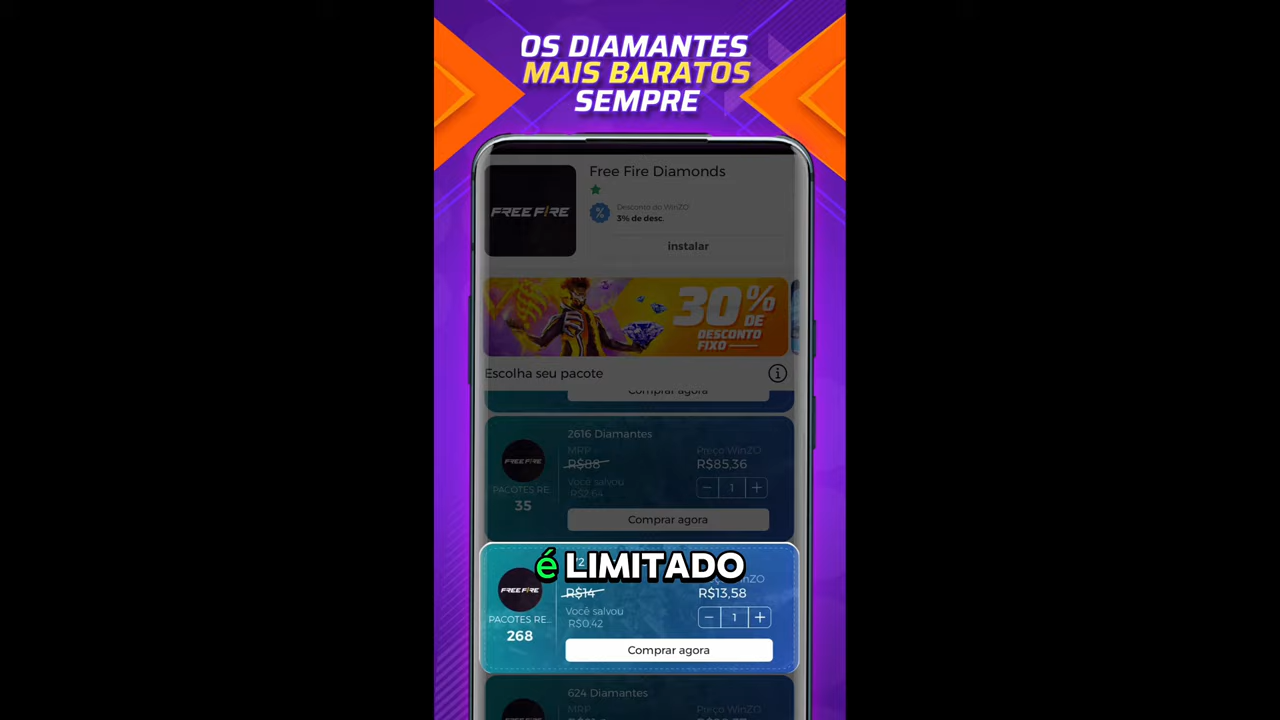 OS DIAMANTES
MAIS BARATOS
SEMPRE
Free Fire Diamonds
FREE FIRE
Desconto do WinZO
3% de desc.
instalar
30%
DE
DESCONTO
FIXO
Escolha seu pacote
Comprar agora
2616 Diamantes
MRP
Preço WinZO
R$88
R$85,36
FREE FIRE
Você salvou
R$2,64
PACOTES RE
35
1
Comprar agora
É LIMITADO
FREE FIRE
R$14
R$13,58
Você salvou
R$0,42
PACOTES RE...
268
1
Comprar agora
624 Diamantes